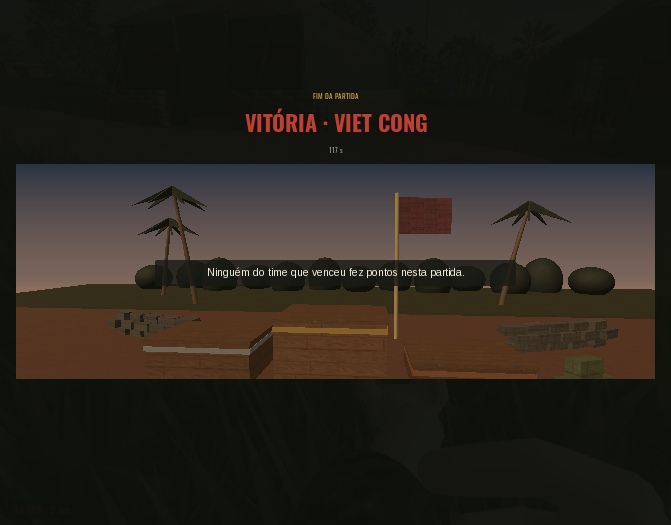 FIM DA PARTIDA
VITÓRIA · VIET CONG
117 s
Ninguém do time que venceu fez pontos nesta partida.